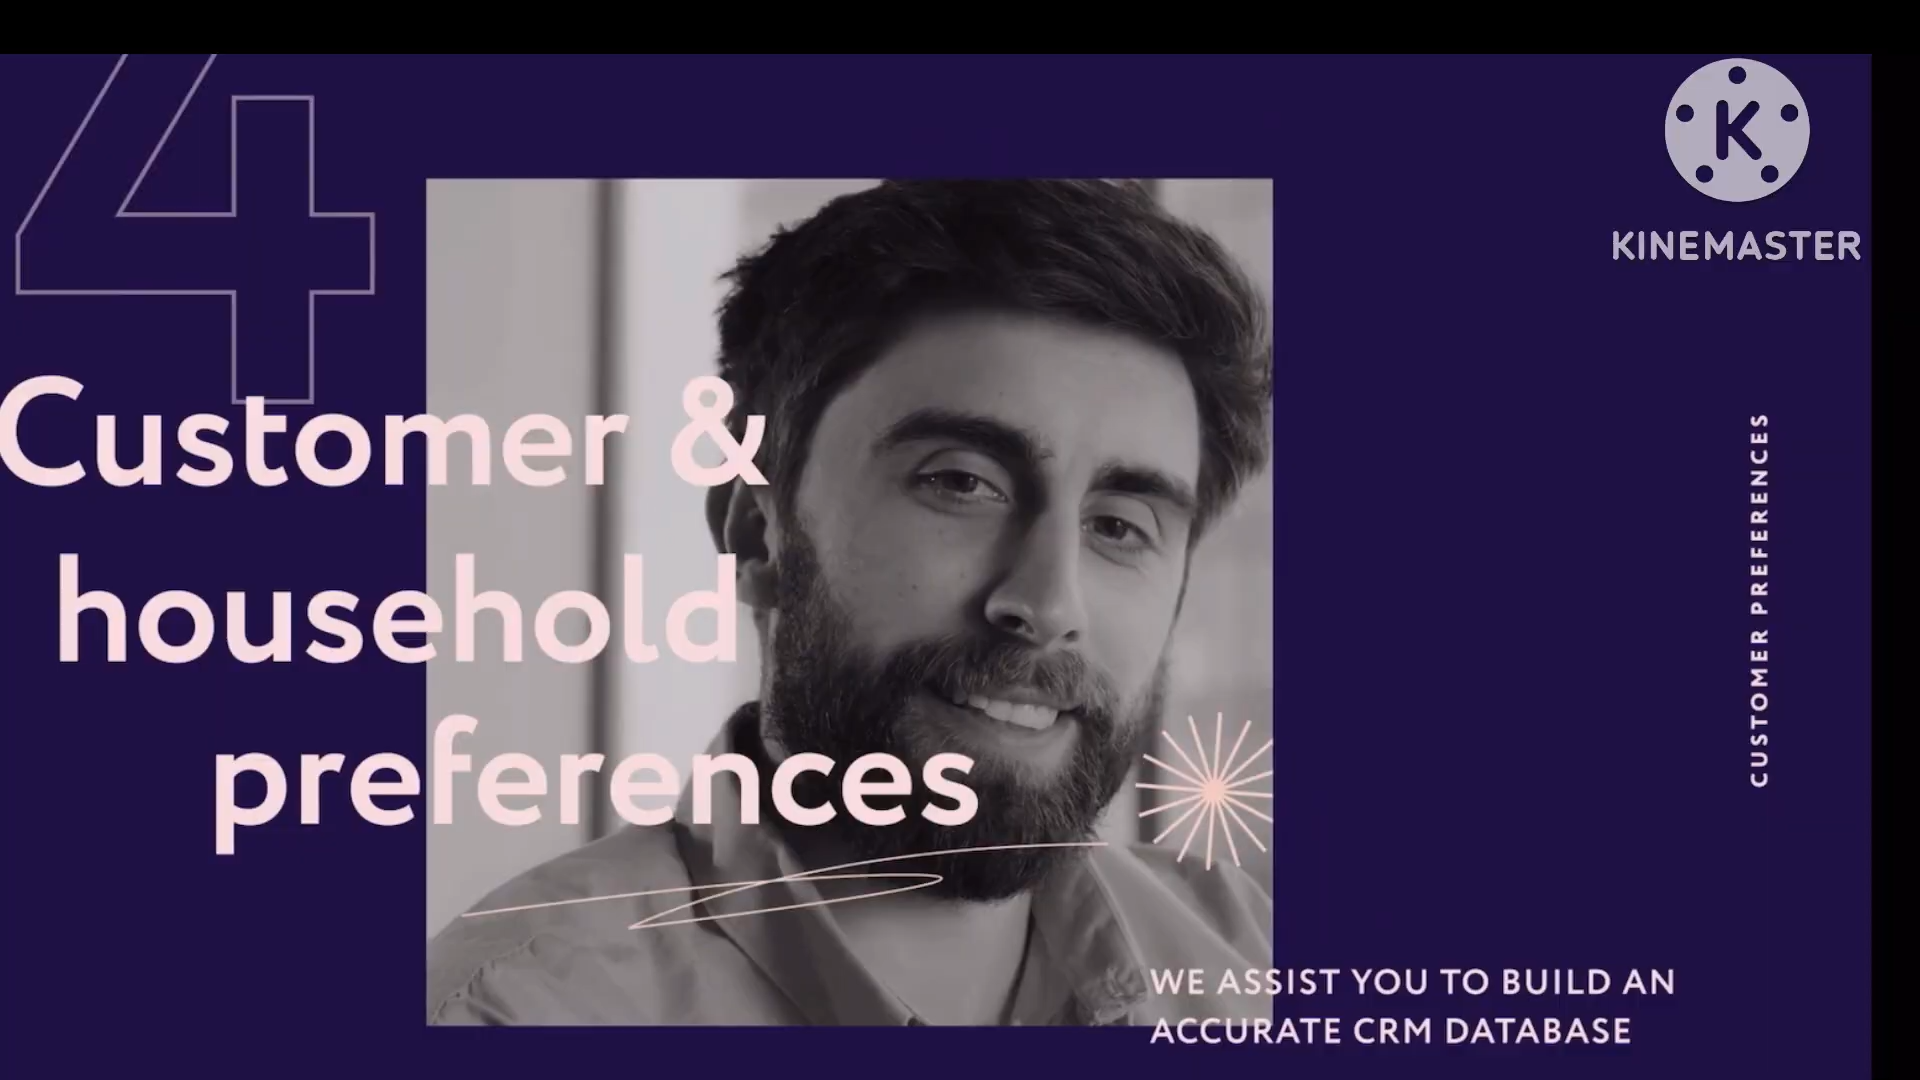 4
Customer &
household
preferences
CUSTOMER PREFERENCES
WE ASSIST YOU TO BUILD AN
ACCURATE CRM DATABASE
K
KINEMASTER